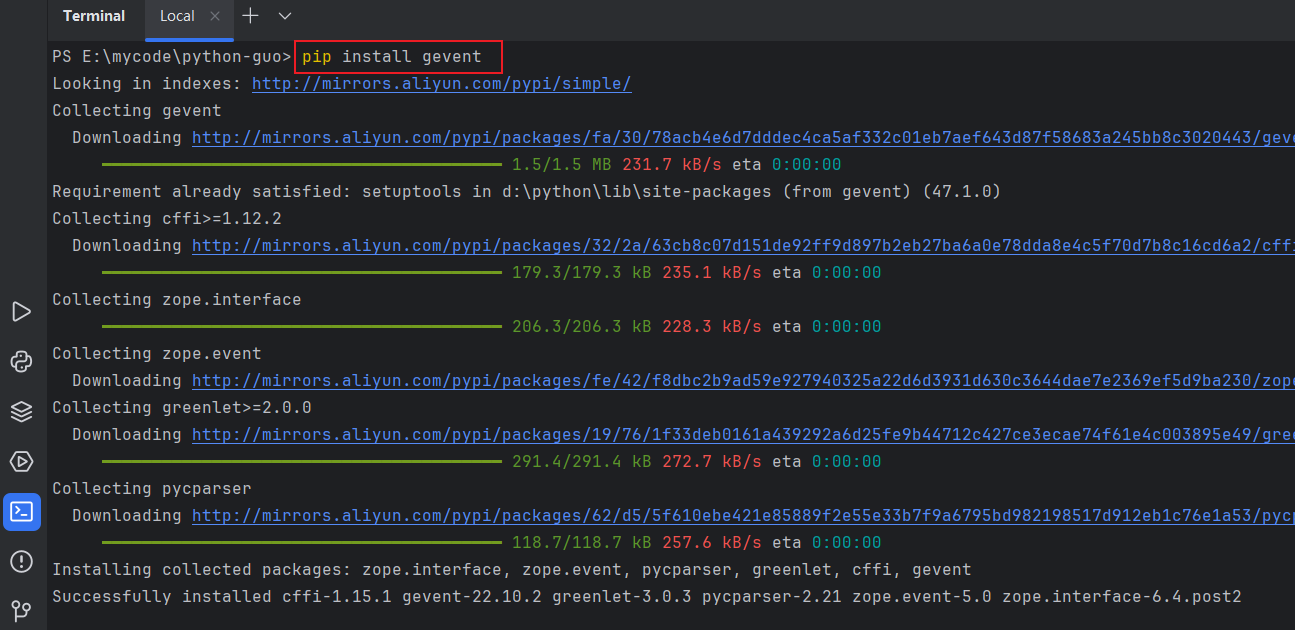 Terminal Local
PS E:\mycode\python-guo> pip install gevent
Looking in indexes: http://mirrors.aliyun.com/pypi/simple/
Collecting gevent
Downloading http://mirrors.aliyun.com/pypi/packages/fa/30/78acb4e6d7dddec4ca5af332c01eb7aef643d87f58683a245bb8c3020443/geve
1.5/1.5 MB 231.7 kB/s eta 0:00:00
Requirement already satisfied: setuptools in d:\python\lib\site-packages (from gevent) (47.1.0)
Collecting cffi>=1.12.2
Downloading http://mirrors.aliyun.com/pypi/packages/32/2a/63cb8c07d151de92ff9d897b2eb27ba6a0e78dda8e4c5f70d7b8c16cd6a2/cffi
179.3/179.3 kB 235.1 kB/s eta 0:00:00
Collecting zope.interface
206.3/206.3 kB 228.3 kB/s eta 0:00:00
Collecting zope.event
Downloading http://mirrors.aliyun.com/pypi/packages/fe/42/f8dbc2b9ad59e927940325a22d6d3931d630c3644dae7e2369ef5d9ba230/zope
Collecting greenlet>=2.0.0
Downloading http://mirrors.aliyun.com/pypi/packages/19/76/1f33deb0161a439292a6d25fe9b44712c427ce3ecae74f61e4c003895e49/gree
291.4/291.4 kB 272.7 kB/s eta 0:00:00
Collecting pycparser
Downloading http://mirrors.aliyun.com/pypi/packages/62/d5/5f610ebe421e85889f2e55e33b7f9a6795bd982198517d912eb1c76e1a53/pycp
118.7/118.7 kB 257.6 kB/s eta 0:00:00
Installing collected packages: zope.interface, zope.event, pycparser, greenlet, cffi, gevent
Successfully installed cffi-1.15.1 gevent-22.10.2 greenlet-3.0.3 pycparser-2.21 zope.event-5.0 zope.interface-6.4.post2